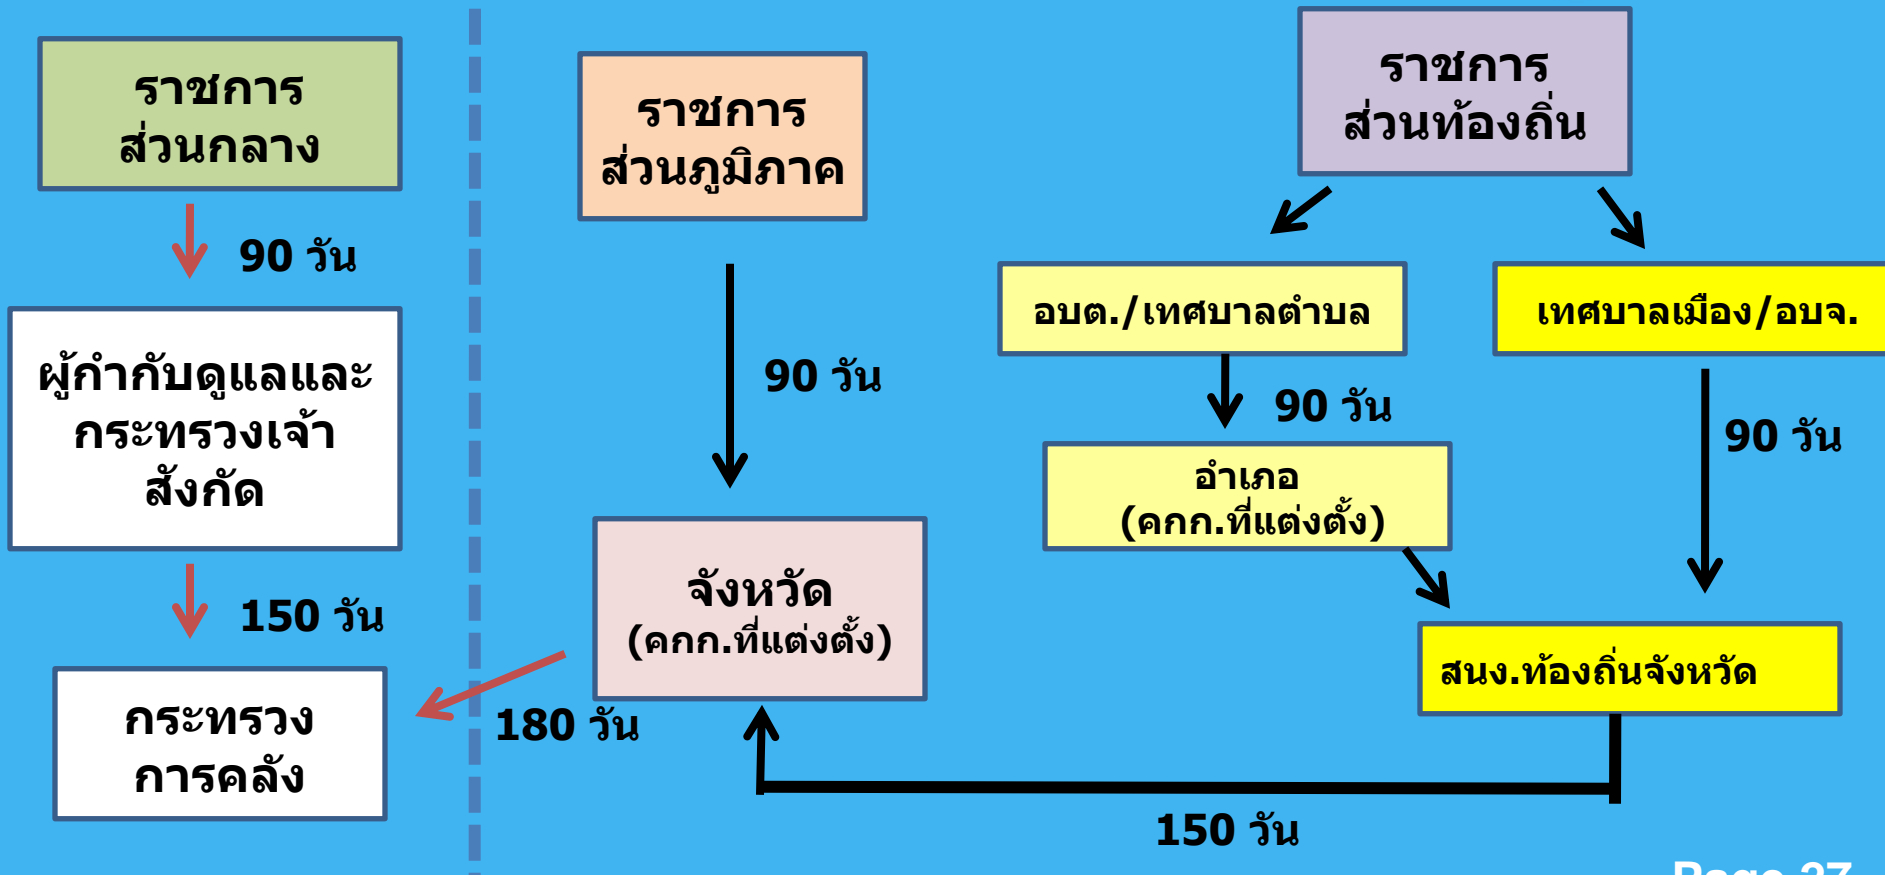 ราชการ
ส่วนกลาง
90 วัน
ผู้กำกับดูแลและ
กระทรวงเจ้า
สังกัด
150 วัน
กระทรวง
การคลัง
ราชการ
ส่วนภูมิภาค
90 วัน
จังหวัด
(คกก.ที่แต่งตั้ง)
180 วัน
ราชการ
ส่วนท้องถิ่น
อบต./เทศบาลตำบล
90 วัน
อำเภอ
(คกก.ที่แต่งตั้ง)
เทศบาลเมือง/อบจ.
90 วัน
สนง.ท้องถิ่นจังหวัด
150 วัน
Page 27